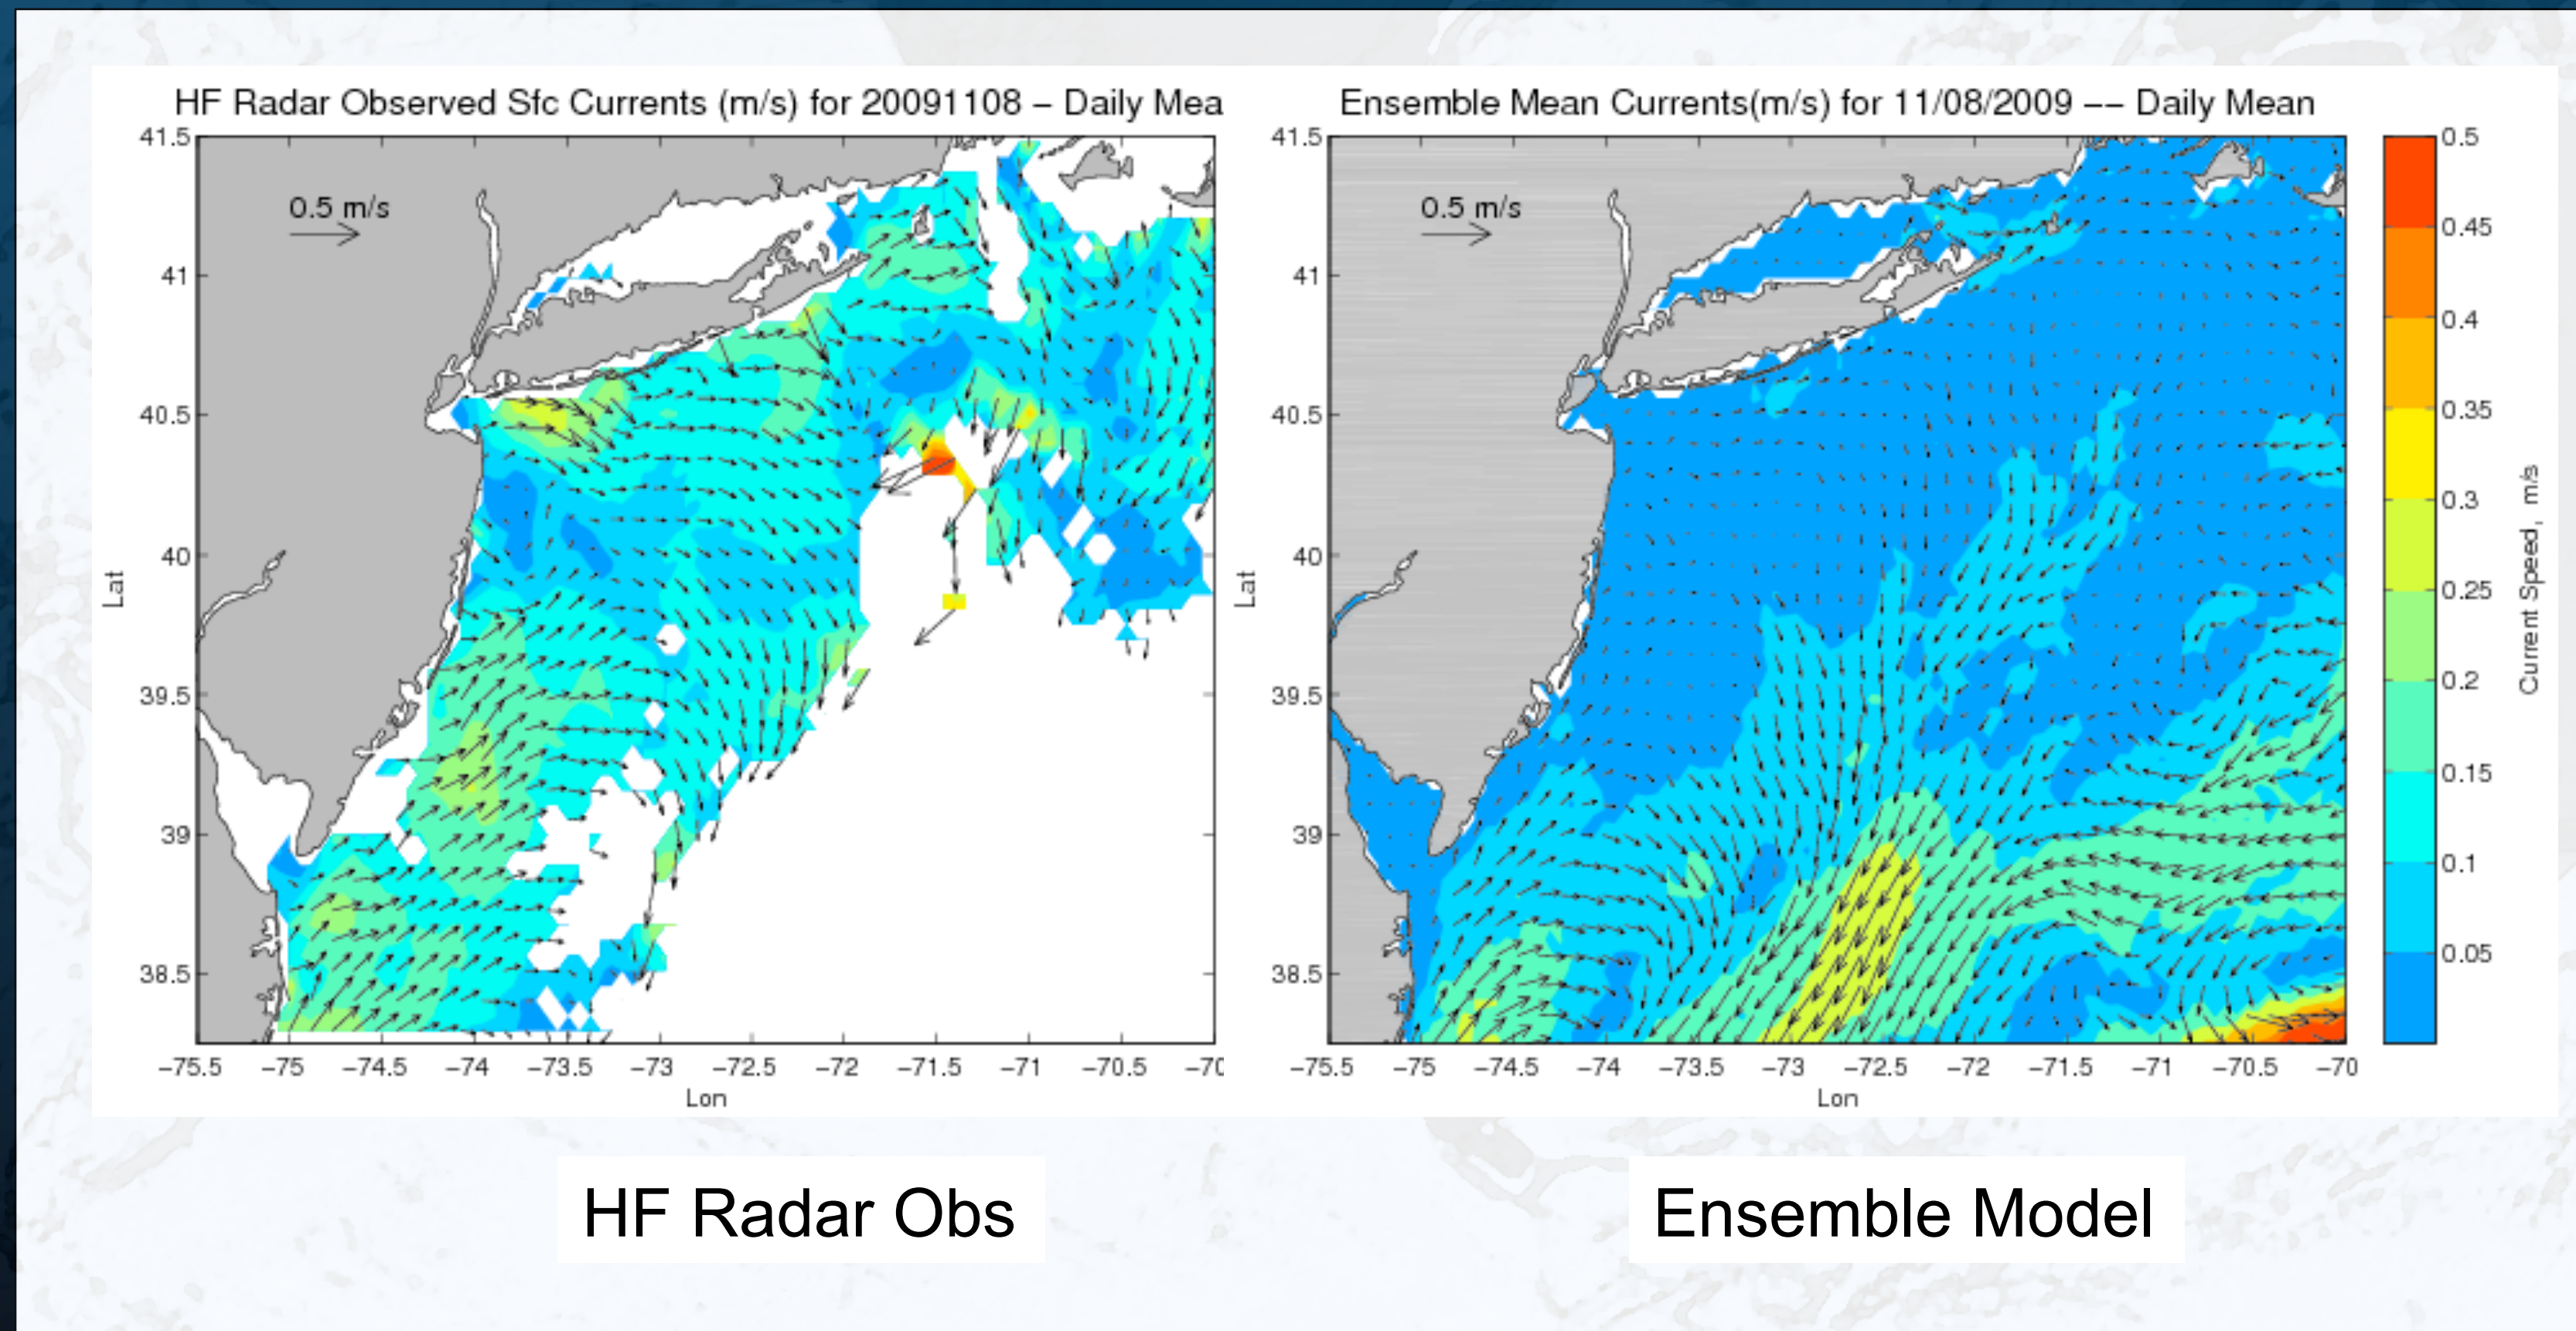 HF Radar Observed Sfc Currents (m/s) for 20091108 – Daily Mea
41.5
0.5 m/s
41
40.5
40
39.5
39
38.5
Lat
−75.5 −75 −74.5 −74 −73.5 −73 −72.5 −72 −71.5 −71 −70.5 −70
Lon
Ensemble Mean Currents(m/s) for 11/08/2009 −− Daily Mean
41.5
0.5 m/s
41
40.5
40
39.5
39
38.5
Lat
−75.5 −75 −74.5 −74 −73.5 −73 −72.5 −72 −71.5 −71 −70.5 −70
Lon
0.5
0.45
0.4
0.35
0.3
0.25
0.2
0.15
0.1
0.05
Current Speed, m/s
HF Radar Obs
Ensemble Model